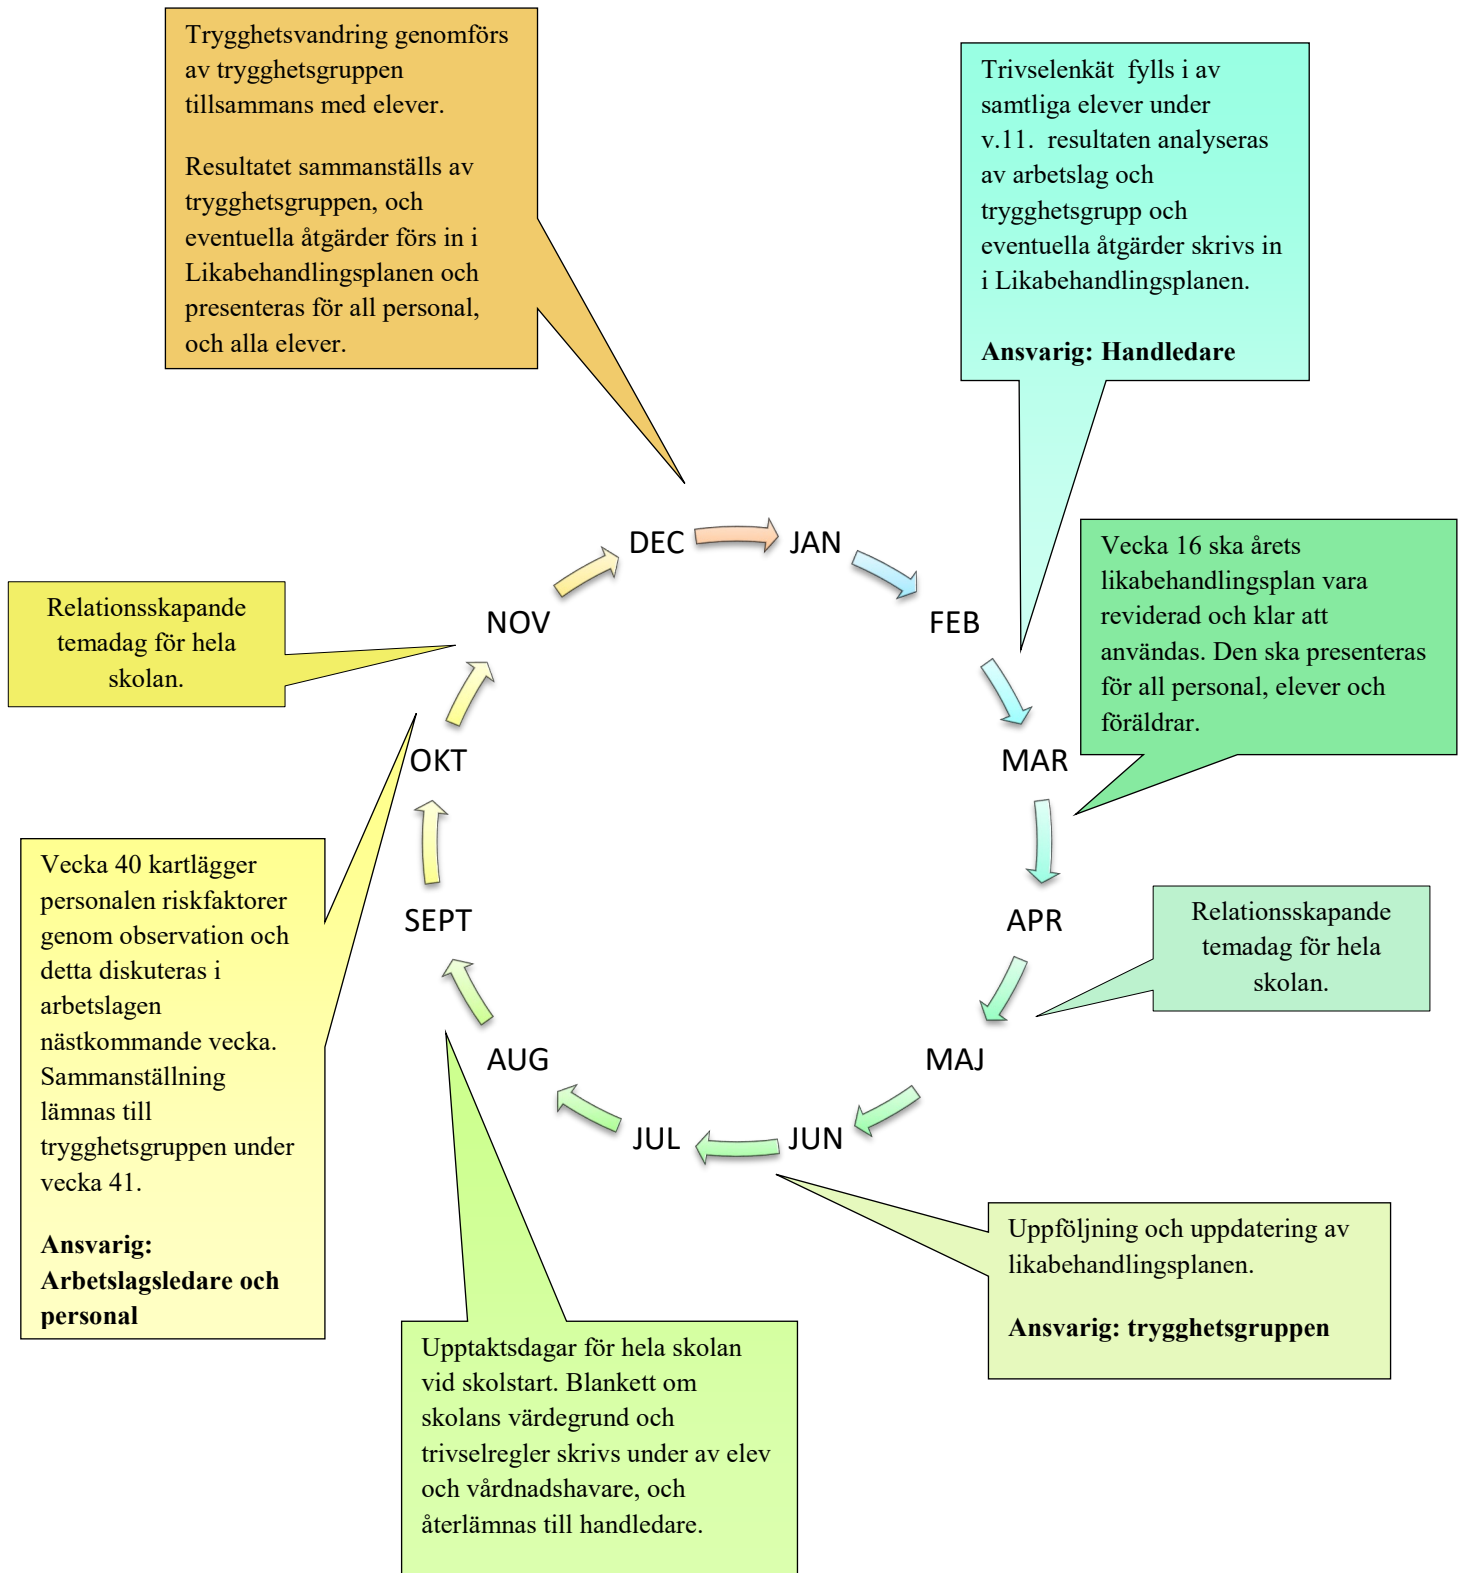 Trygghetsvandring genomförs
av trygghetsgruppen
tillsammans med elever.
Resultatet sammanställs av
trygghetsgruppen, och
eventuella åtgärder förs in i
Likabehandlingsplanen och
presenteras för all personal,
och alla elever.
Trivselenkät  fylls i av
samtliga elever under
v.11.  resultaten analyseras
av arbetslag och
trygghetsgrupp och
eventuella åtgärder skrivs in
i Likabehandlingsplanen.
Ansvarig: Handledare
DEC
JAN
FEB
MAR
APR
MAJ
JUN
JUL
AUG
SEPT
OKT
NOV
Vecka 16 ska årets
likabehandlingsplan vara
reviderad och klar att
användas. Den ska presenteras
för all personal, elever och
föräldrar.
Relationsskapande
temadag för hela
skolan.
Relationsskapande
temadag för hela
skolan.
Vecka 40 kartlägger
personalen riskfaktorer
genom observation och
detta diskuteras i
arbetslagen
nästkommande vecka.
Sammanställning
lämnas till
trygghetsgruppen under
vecka 41.
Ansvarig:
Arbetslagsledare och
personal
Uppföljning och uppdatering av
likabehandlingsplanen.
Ansvarig: trygghetsgruppen
Upptaktsdagar för hela skolan
vid skolstart. Blankett om
skolans värdegrund och
trivselregler skrivs under av elev
och vårdnadshavare, och
återlämnas till handledare.